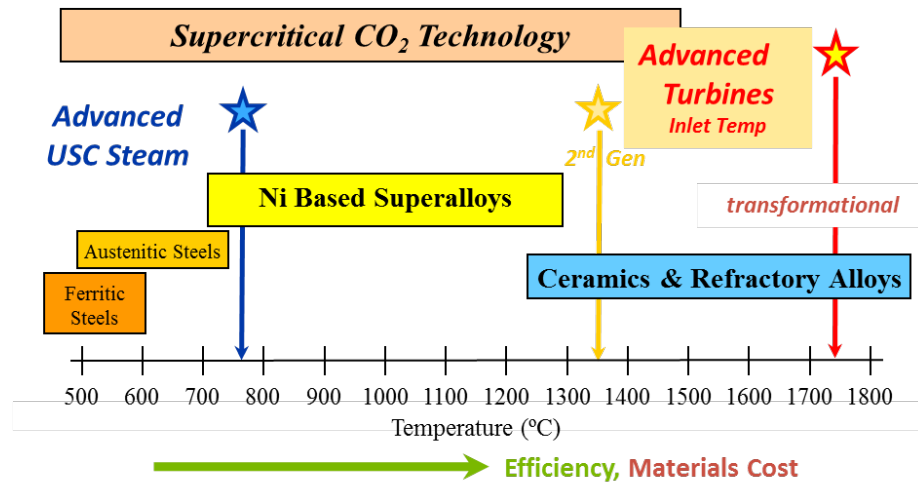 Supercritical CO2 Technology
Advanced
Turbines
Inlet Temp
Advanced
USC Steam
2nd Gen
Ni Based Superalloys
transformational
Austenitic Steels
Ceramics & Refractory Alloys
Ferritic
Steels
500 600 700 800 900 1000 1100 1200 1300 1400 1500 1600 1700 1800
Temperature (ºC)
Efficiency, Materials Cost